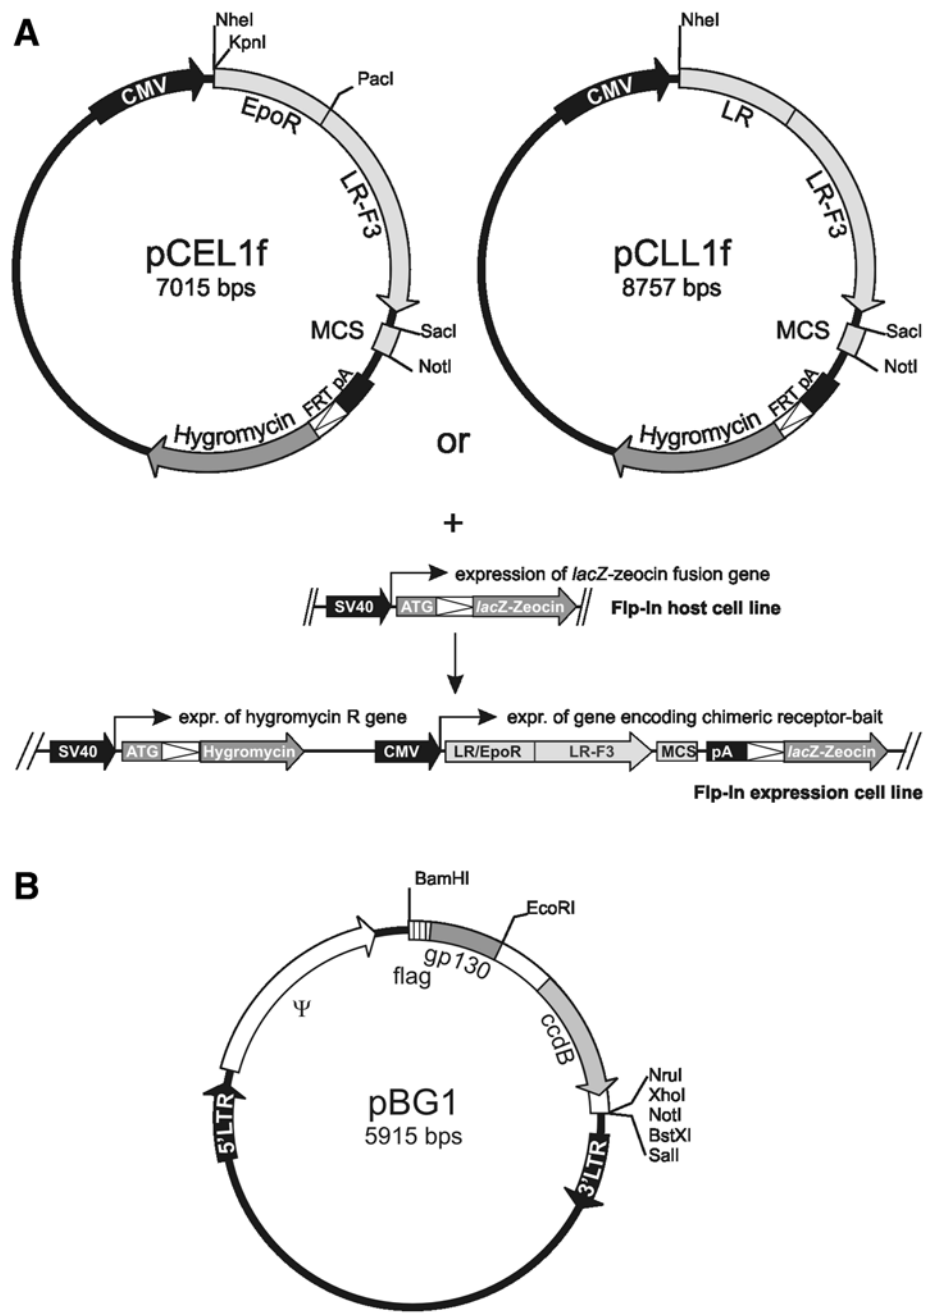 A
NheI
KpnI
PacI
CMV
EpoR
LR-F3
pCEL1f
7015 bps
MCS
SacI
NotI
FRT pA
Hygromycin
NheI
CMV
LR
LR-F3
pCLL1f
8757 bps
MCS
SacI
NotI
FRT pA
Hygromycin
or
+
expression of lacZ-zeocin fusion gene
SV40 ATG lacZ-Zeocin
Flp-In host cell line
expr. of hygromycin R gene
expr. of gene encoding chimeric receptor-bait
SV40 ATG Hygromycin CMV LR/EpoR LR-F3 MCS pA lacZ-Zeocin
Flp-In expression cell line
B
BamHI
EcoRI
flag
gp130
ccdB
Ψ
pBG1
5915 bps
NruI
XhoI
NotI
BstXI
SalI
5'LTR
3'LTR